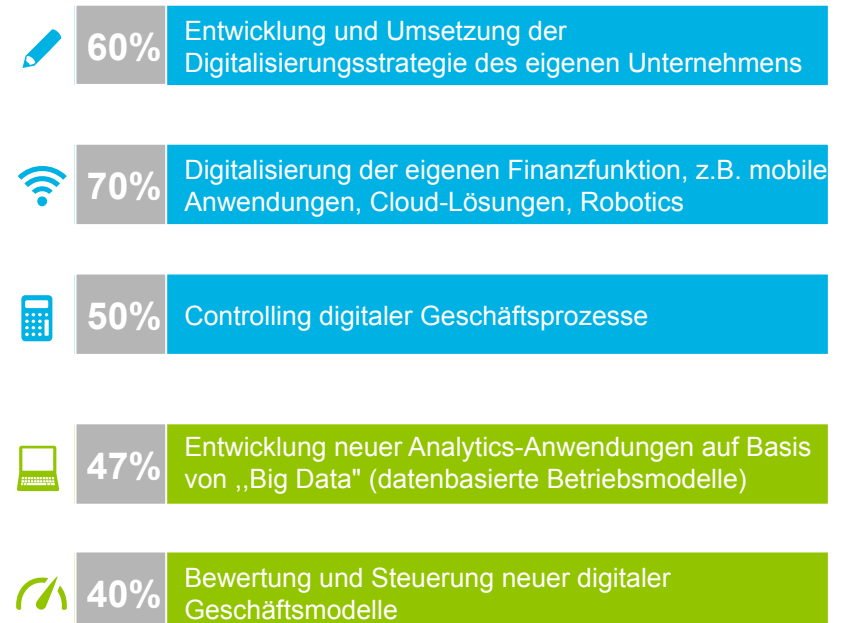 60%
Entwicklung und Umsetzung der
Digitalisierungsstrategie des eigenen Unternehmens
70%
Digitalisierung der eigenen Finanzfunktion, z.B. mobile
Anwendungen, Cloud-Lösungen, Robotics
50%
Controlling digitaler Geschäftsprozesse
47%
Entwicklung neuer Analytics-Anwendungen auf Basis
von ,,Big Data" (datenbasierte Betriebsmodelle)
40%
Bewertung und Steuerung neuer digitaler
Geschäftsmodelle